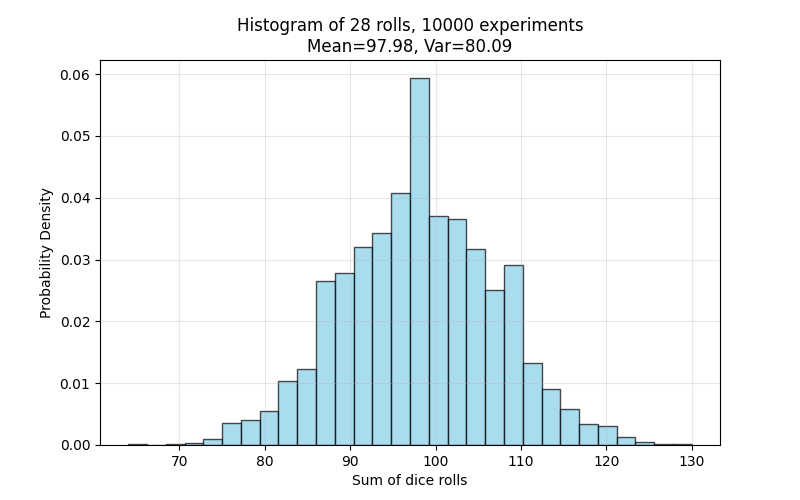 Histogram of 28 rolls, 10000 experiments
Mean=97.98, Var=80.09
0.06
0.05
0.04
0.03
0.02
0.01
0.00
Probability Density
70 80 90 100 110 120 130
Sum of dice rolls